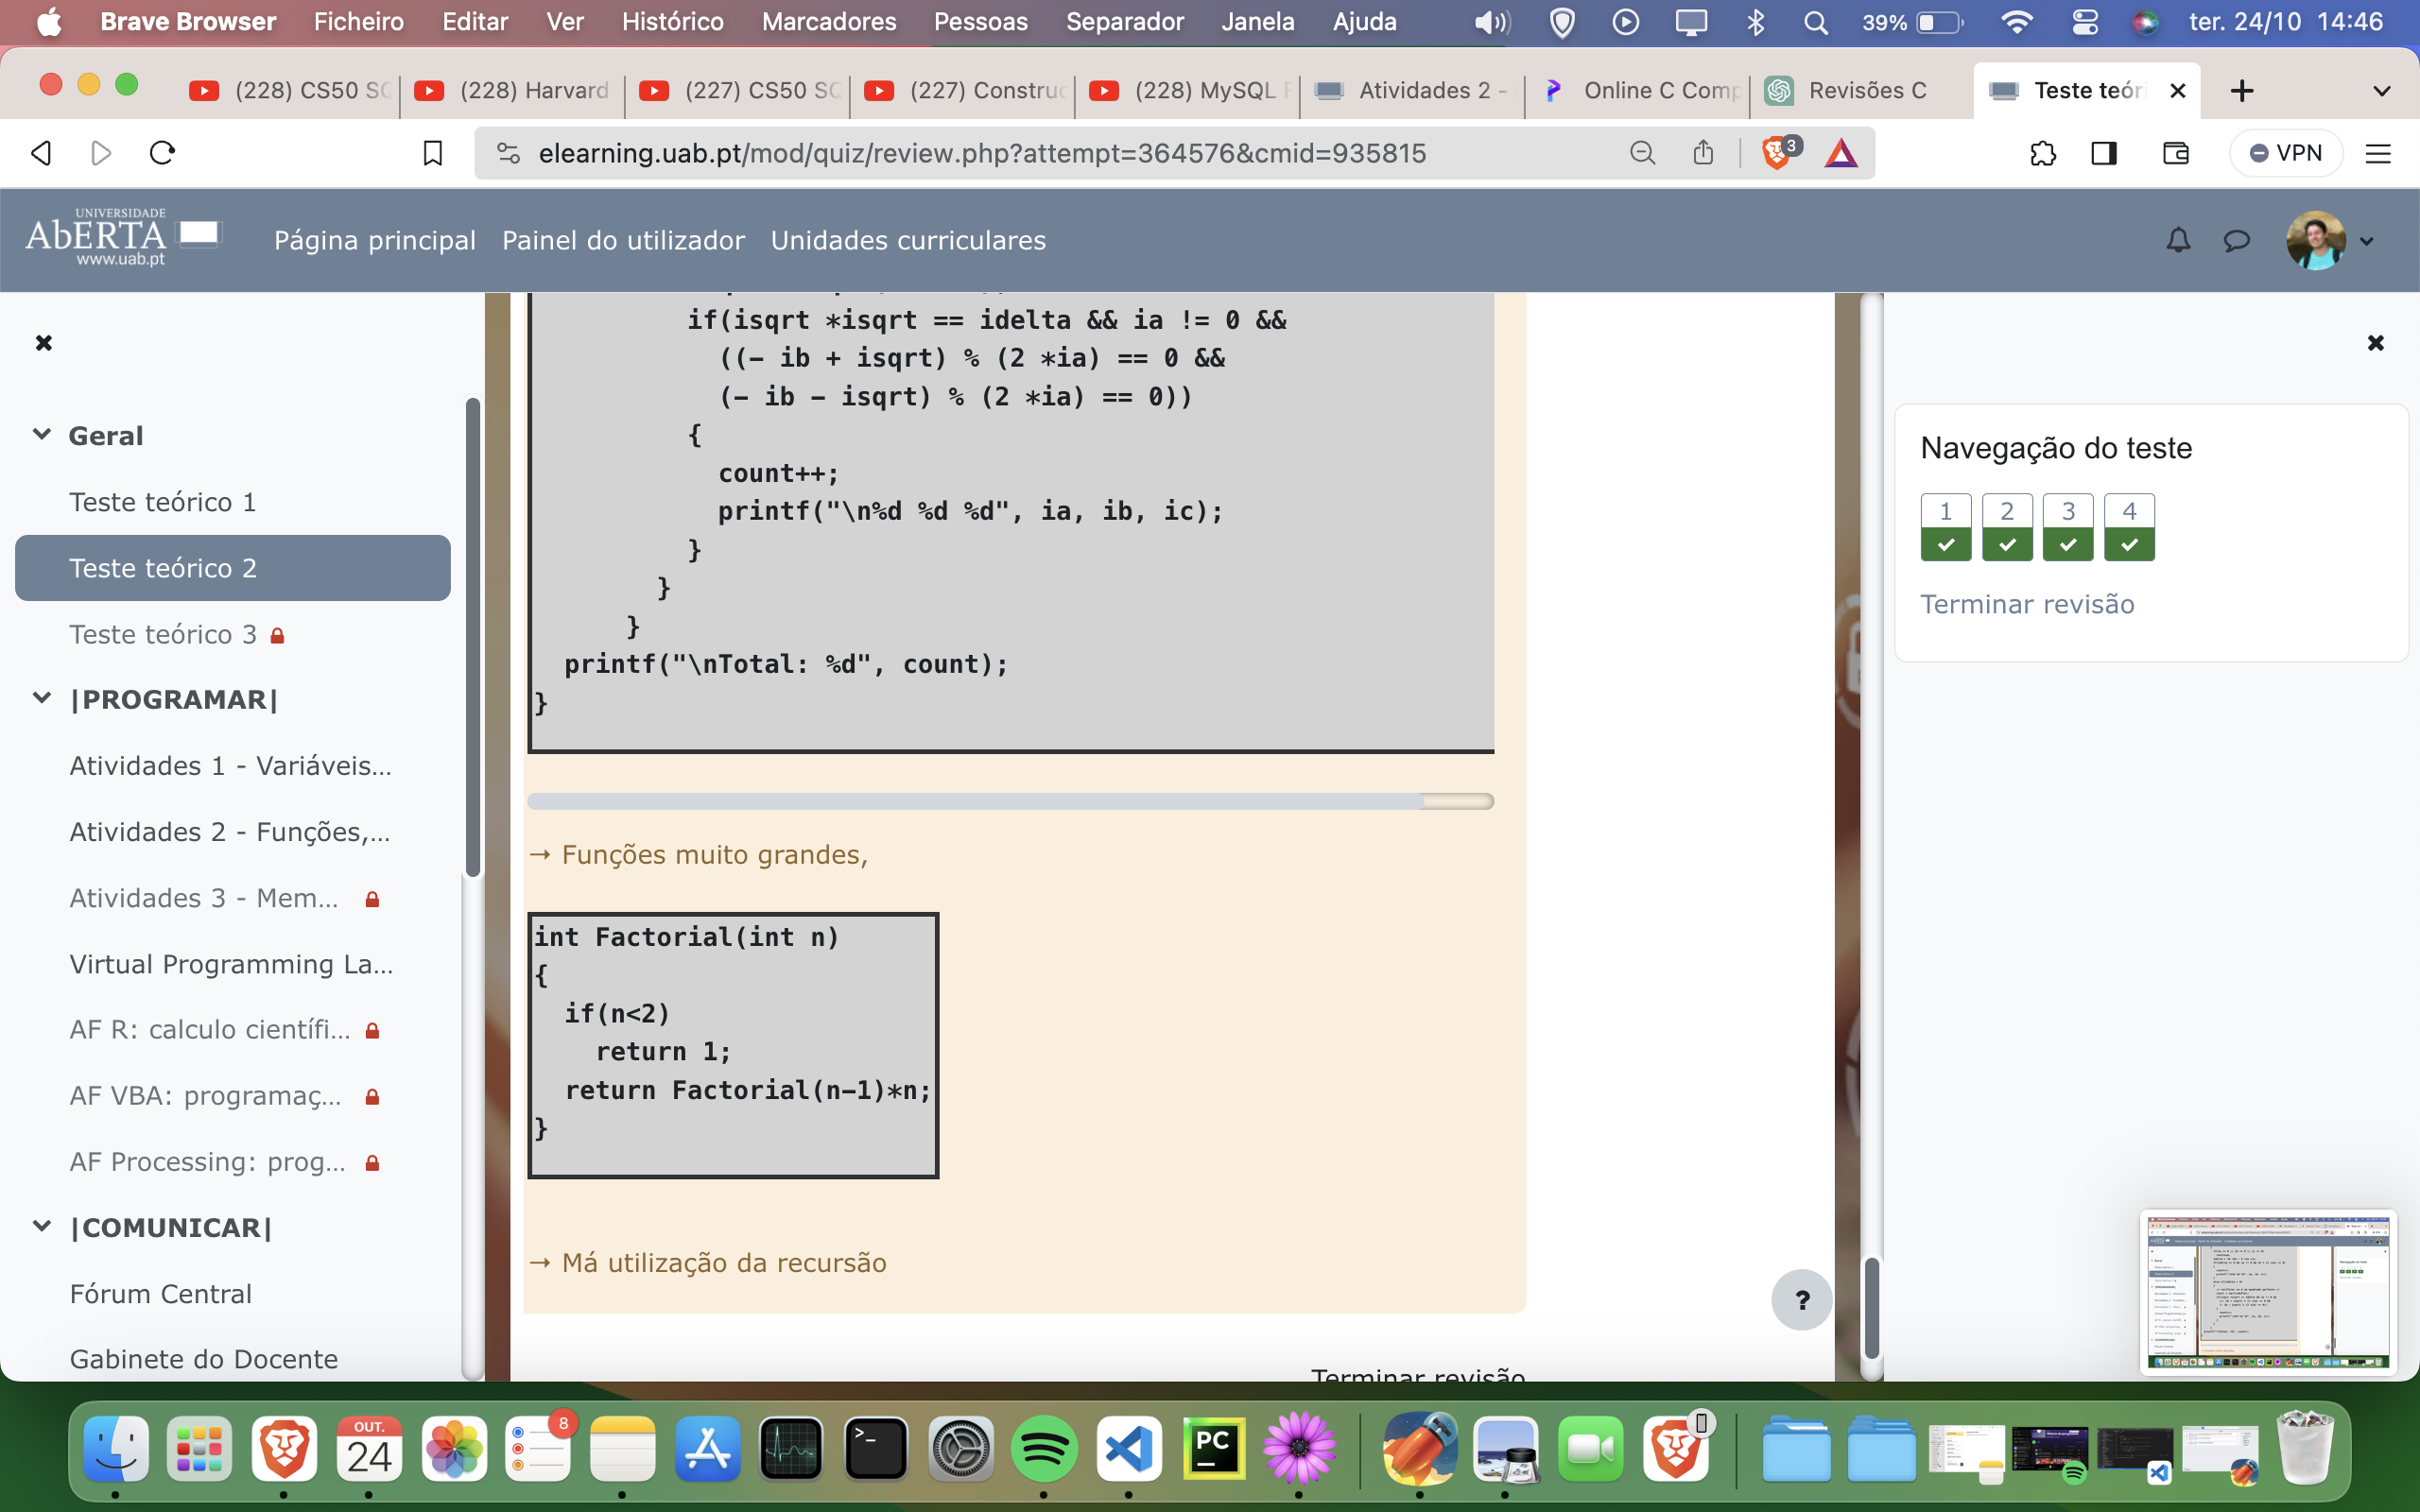 Brave Browser Ficheiro Editar Ver Histórico Marcadores Pessoas Separador Janela Ajuda 39% ter. 24/10 14:46
(228) CS50 SQ (228) Harvard (227) CS50 SQ (227) Construc (228) MySQL Atividades 2 - Online C Comp Revisões C Teste teóri
elearning.uab.pt/mod/quiz/review.php?attempt=364576&cmid=935815 3 VPN
UNIVERSIDADE
AbERTA
www.uab.pt
Página principal Painel do utilizador Unidades curriculares
Geral
Teste teórico 1
Teste teórico 2
Teste teórico 3
|PROGRAMAR|
Atividades 1 - Variáveis...
Atividades 2 - Funções,...
Atividades 3 - Mem...
Virtual Programming La...
AF R: calculo científi...
AF VBA: programaç...
AF Processing: prog...
|COMUNICAR|
Fórum Central
Gabinete do Docente
if(isqrt *isqrt == idelta && ia != 0 &&
((- ib + isqrt) % (2 *ia) == 0 &&
(- ib - isqrt) % (2 *ia) == 0))
{
count++;
printf("\n%d %d %d", ia, ib, ic);
}
}
}
printf("\nTotal: %d", count);
}
→ Funções muito grandes,
int Factorial(int n)
{
if(n<2)
return 1;
return Factorial(n-1)*n;
}
→ Má utilização da recursão
?
Terminar revisão
Navegação do teste
1 2 3 4
Terminar revisão
OUT.
24
8
>_
PC